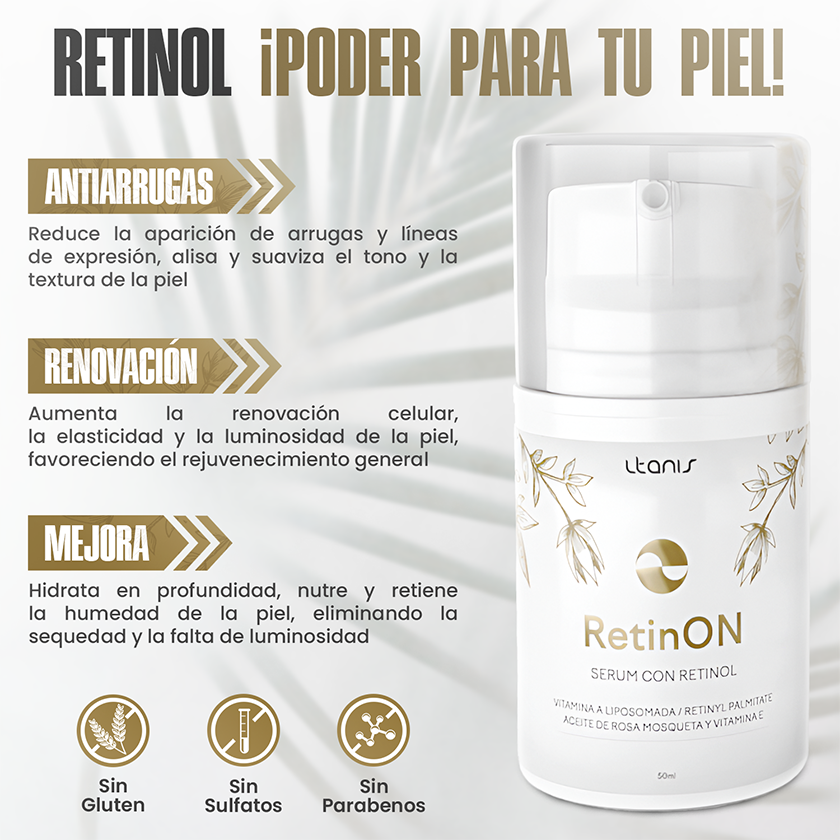 RETINOL ¡PODER PARA TU PIEL!
ANTIARRUGAS
Reduce la aparición de arrugas y líneas
de expresión, alisa y suaviza el tono y la
textura de la piel
RENOVACIÓN
Aumenta la renovación celular,
la elasticidad y la luminosidad de la piel,
favoreciendo el rejuvenecimiento general
MEJORA
Hidrata en profundidad, nutre y retiene
la humedad de la piel, eliminando la
sequedad y la falta de luminosidad
Sin
Gluten
Sin
Sulfatos
Sin
Parabenos
Ltanis
RetinON
SERUM CON RETINOL
VITAMINA A LIPOSOMADA / RETINYL PALMITATE
ACEITE DE ROSA MOSQUETA Y VITAMINA E
50ml